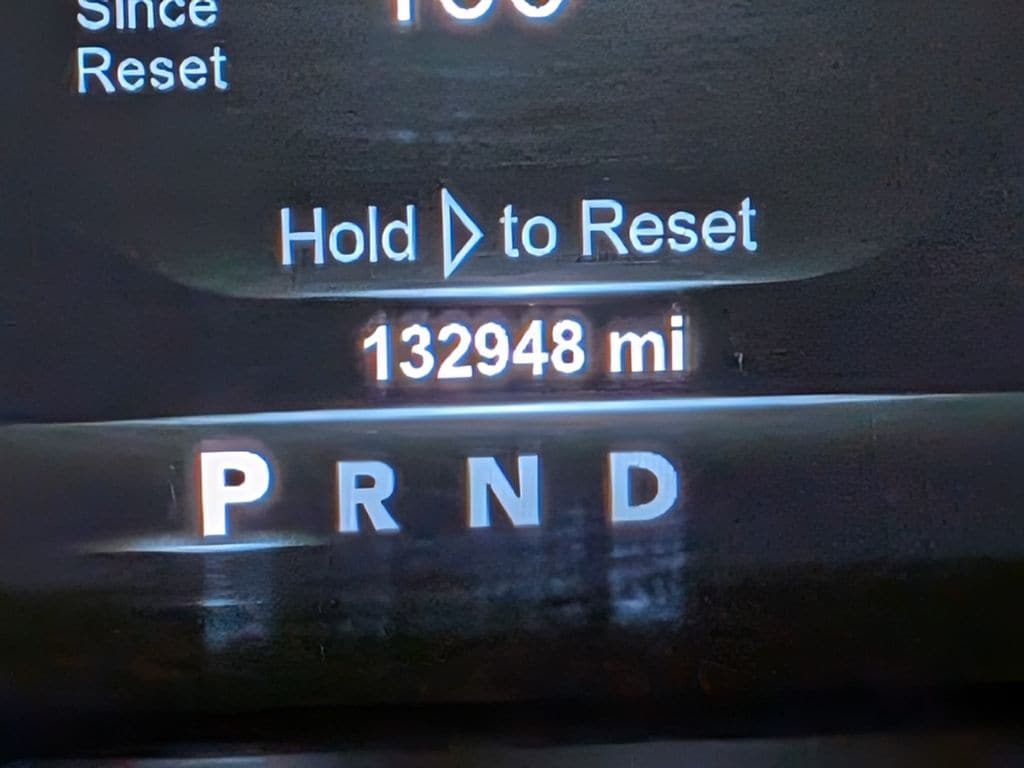 Since
Reset
Hold ▷ to Reset
132948 mi
P R N D